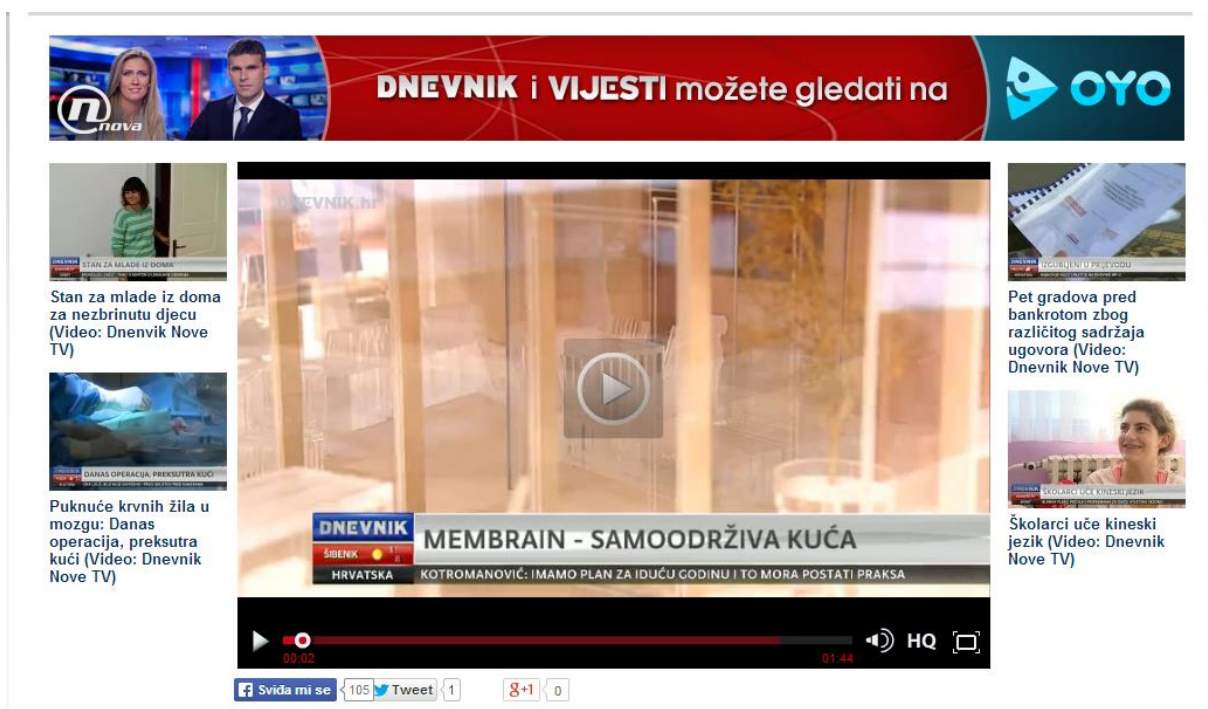 nova
DNEVNIK i VIJESTI možete gledati na
OYO
STAN ZA MLADE IZ DOMA
Stan za mlade iz doma
za nezbrinutu djecu
(Video: Dnenvik Nove
TV)
DANAS OPERACIJA, PREKSUTRA KUĆI
Puknuće krvnih žila u
mozgu: Danas
operacija, preksutra
kući (Video: Dnevnik
Nove TV)
DNEVNIK.hr
DNEVNIK
ŠIBENIK
HRVATSKA
MEMBRAIN - SAMOODRŽIVA KUĆA
KOTROMANOVIĆ: IMAMO PLAN ZA IDUĆU GODINU I TO MORA POSTATI PRAKSA
00:02
01:44
HQ
Sviđa mi se
105
Tweet
1
g+1
0
IZGUBLJENI U PRIJEVODU
Pet gradova pred
bankrotom zbog
različitog sadržaja
ugovora (Video:
Dnevnik Nove TV)
ŠKOLARCI UČE KINESKI JEZIK
Školarci uče kineski
jezik (Video: Dnevnik
Nove TV)